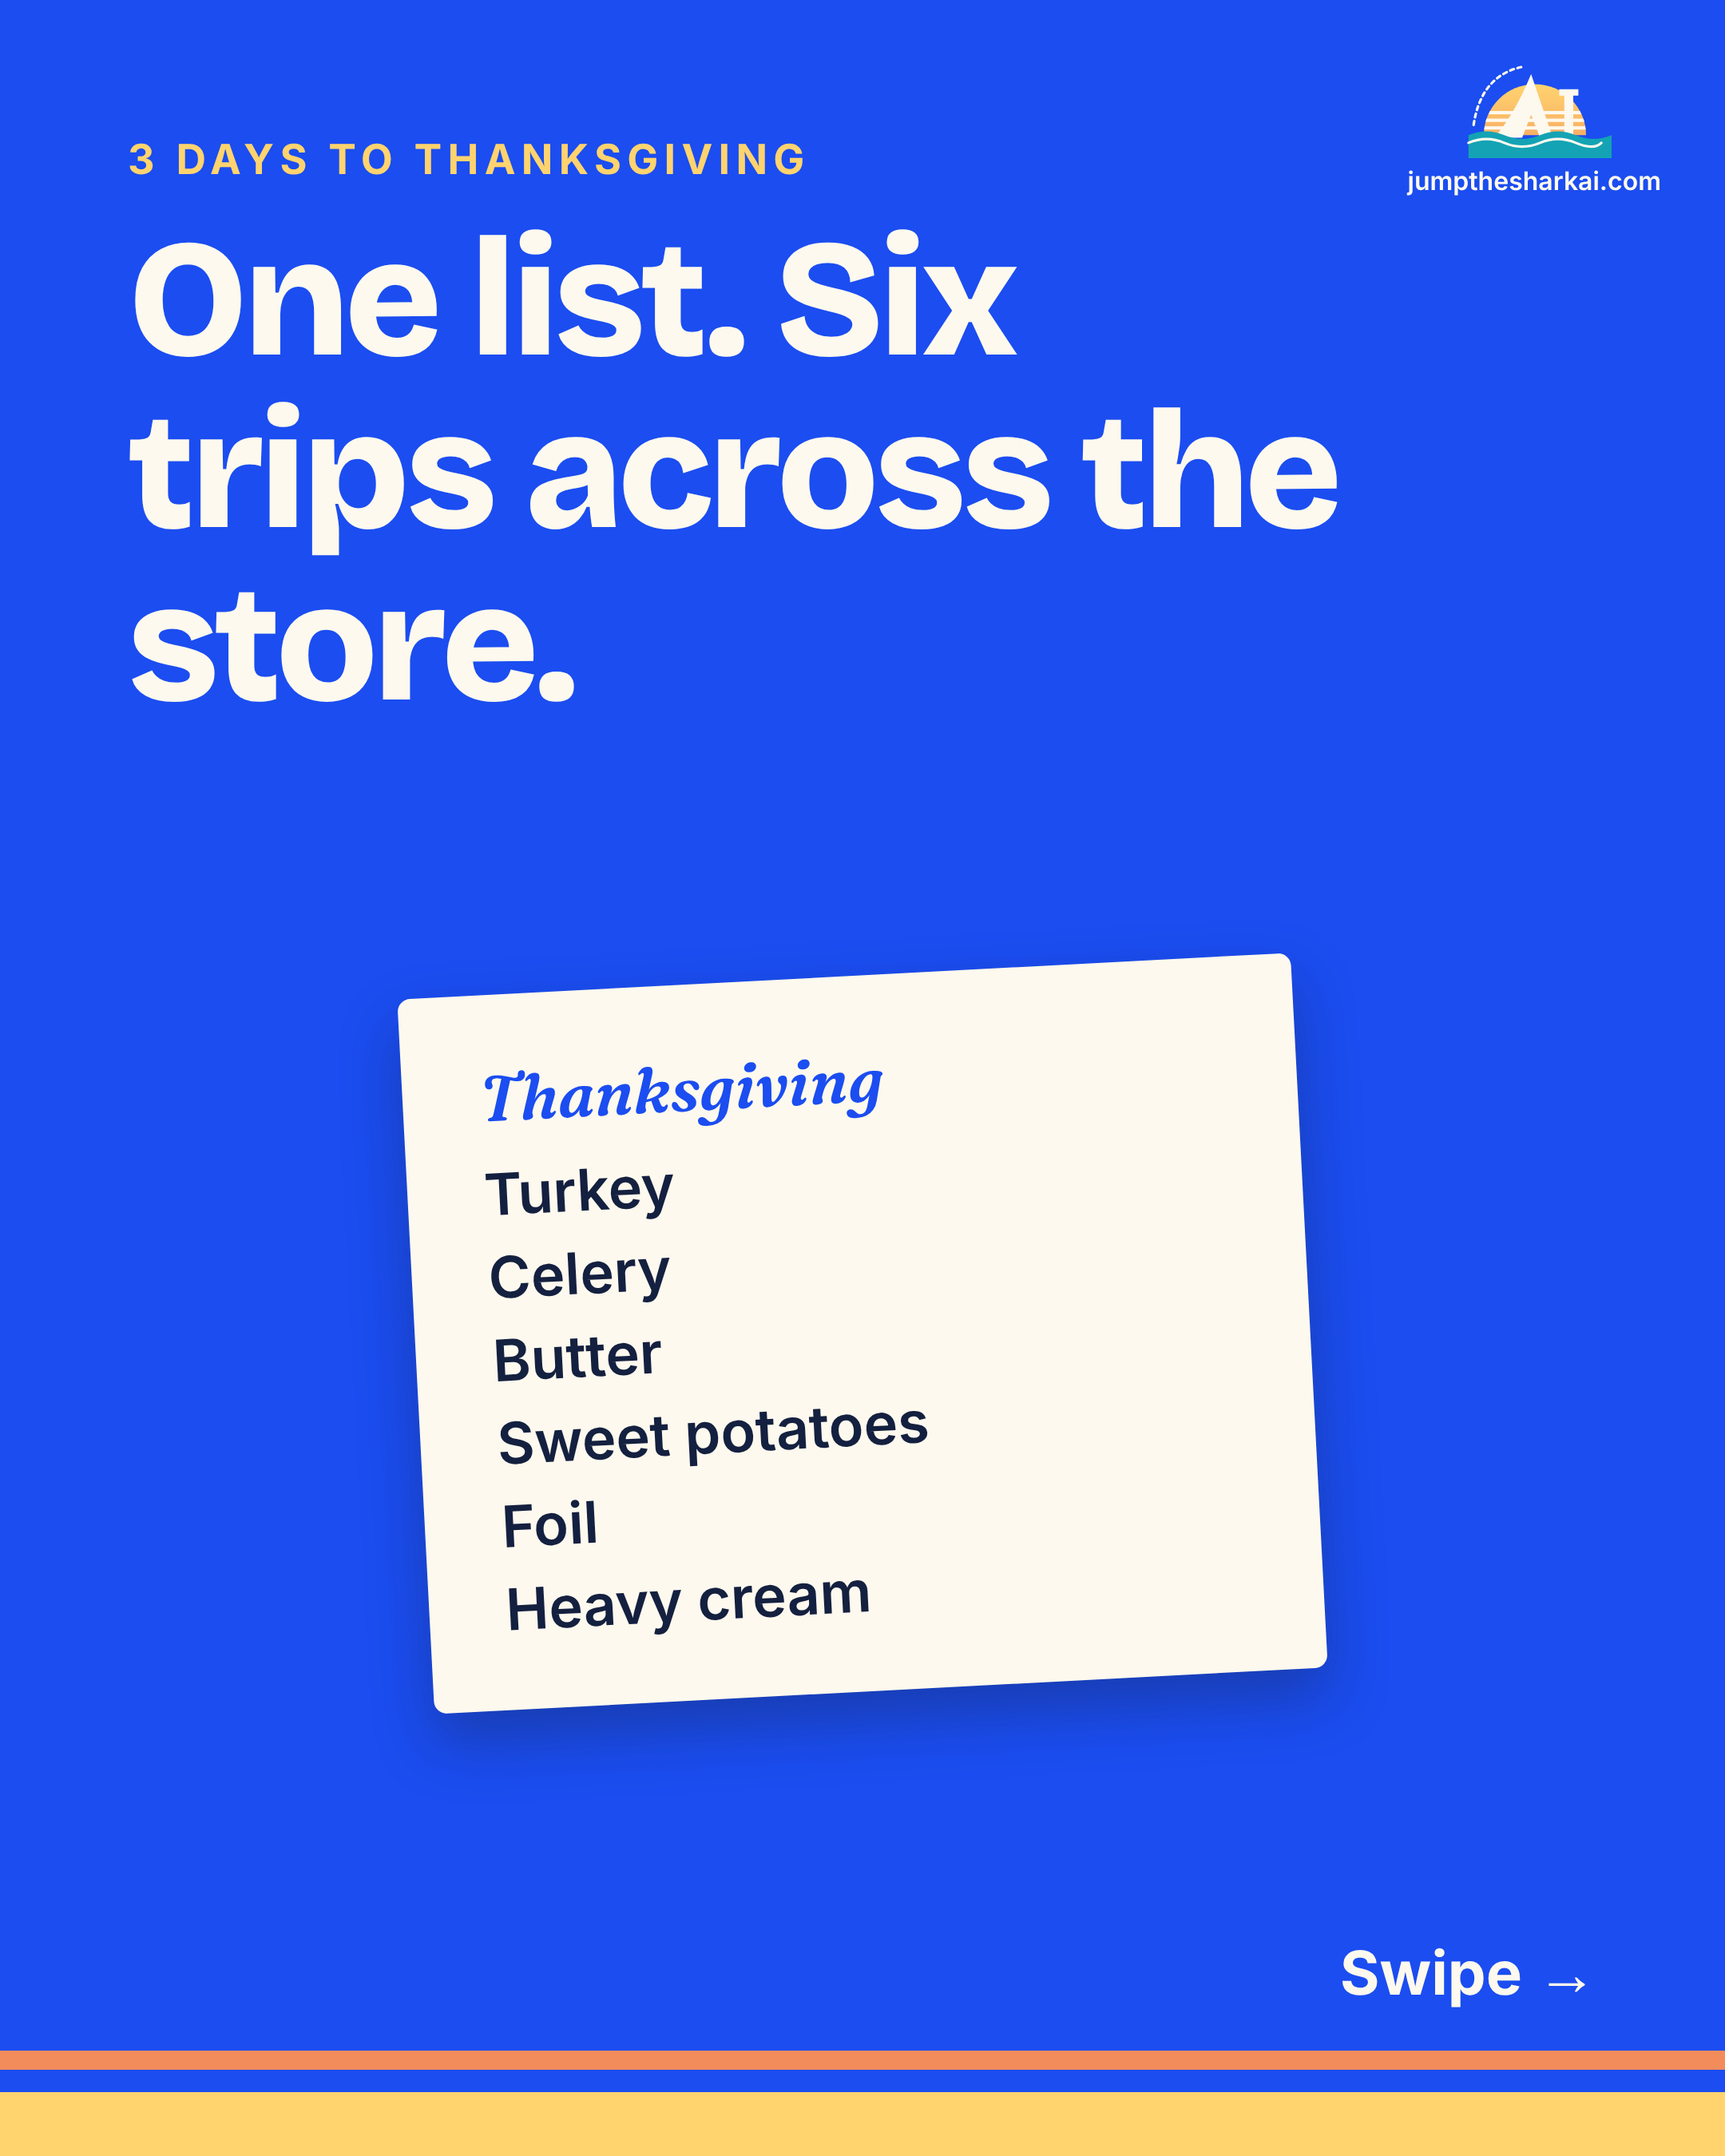 3 DAYS TO THANKSGIVING
AI
jumpthesharkai.com
One list. Six
trips across the
store.
Thanksgiving
Turkey
Celery
Butter
Sweet potatoes
Foil
Heavy cream
Swipe →